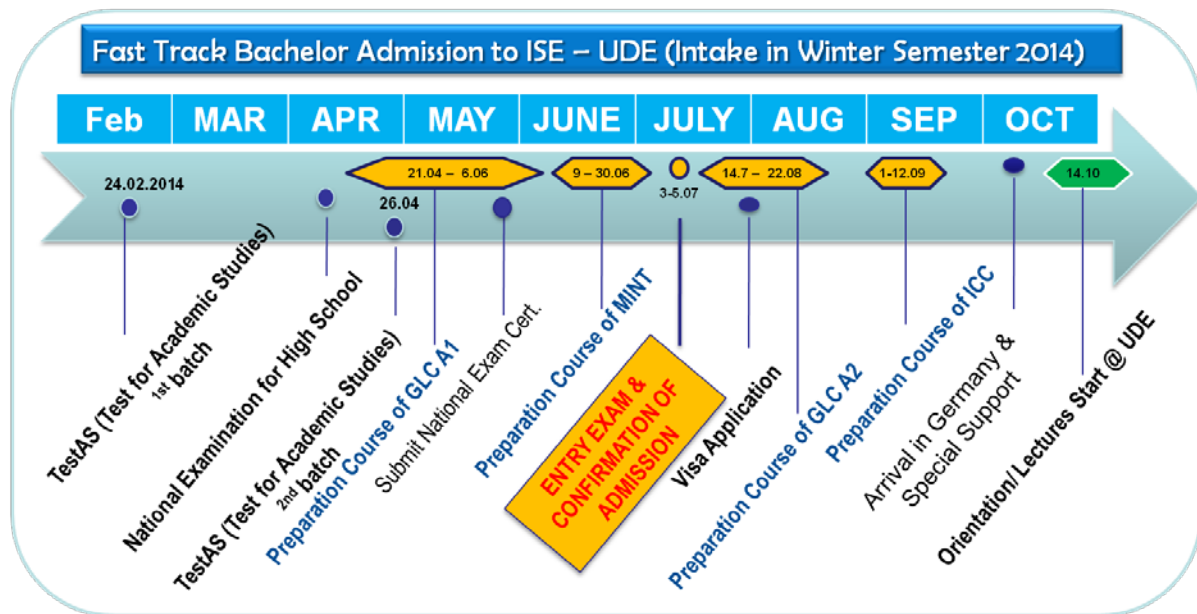 Fast Track Bachelor Admission to ISE – UDE (Intake in Winter Semester 2014)
Feb
MAR
APR
MAY
JUNE
JULY
AUG
SEP
OCT
24.02.2014
26.04
21.04 – 6.06
9 – 30.06
3-5.07
14.7 – 22.08
1-12.09
14.10
TestAS (Test for Academic Studies)
1st batch
National Examination for High School
TestAS (Test for Academic Studies)
2nd batch
Preparation Course of GLC A1
Submit National Exam Cert.
Preparation Course of MINT
ENTRY EXAM &
CONFIRMATION OF
ADMISSION
Visa Application
Preparation Course of GLC A2
Preparation Course of ICC
Arrival in Germany &
Special Support
Orientation/ Lectures Start @ UDE